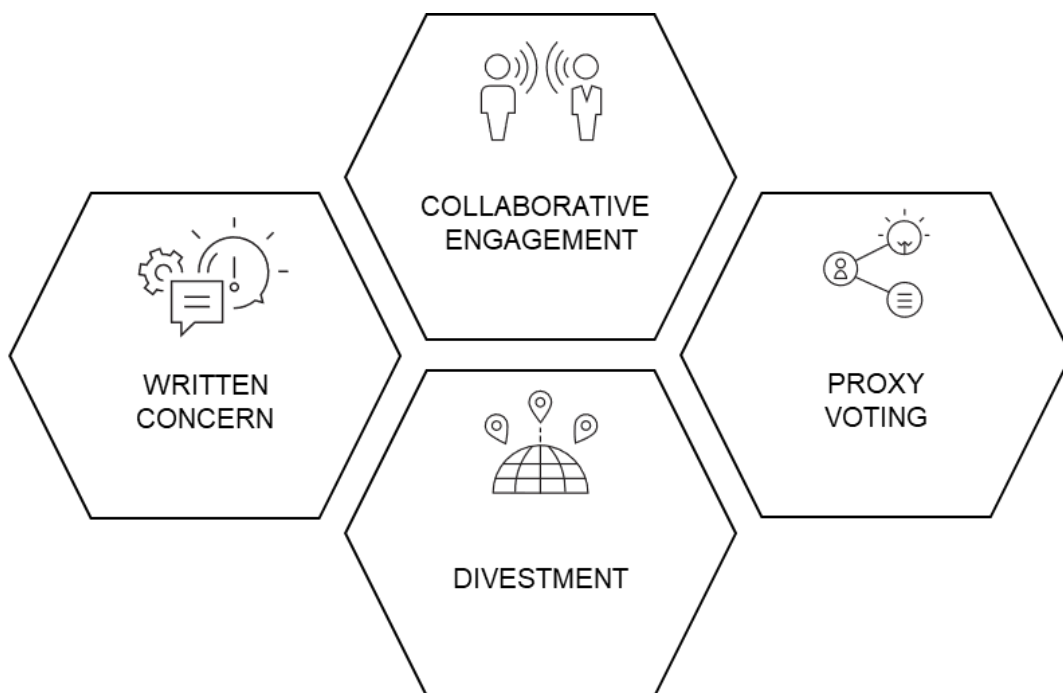 COLLABORATIVE
ENGAGEMENT
WRITTEN
CONCERN
PROXY
VOTING
DIVESTMENT